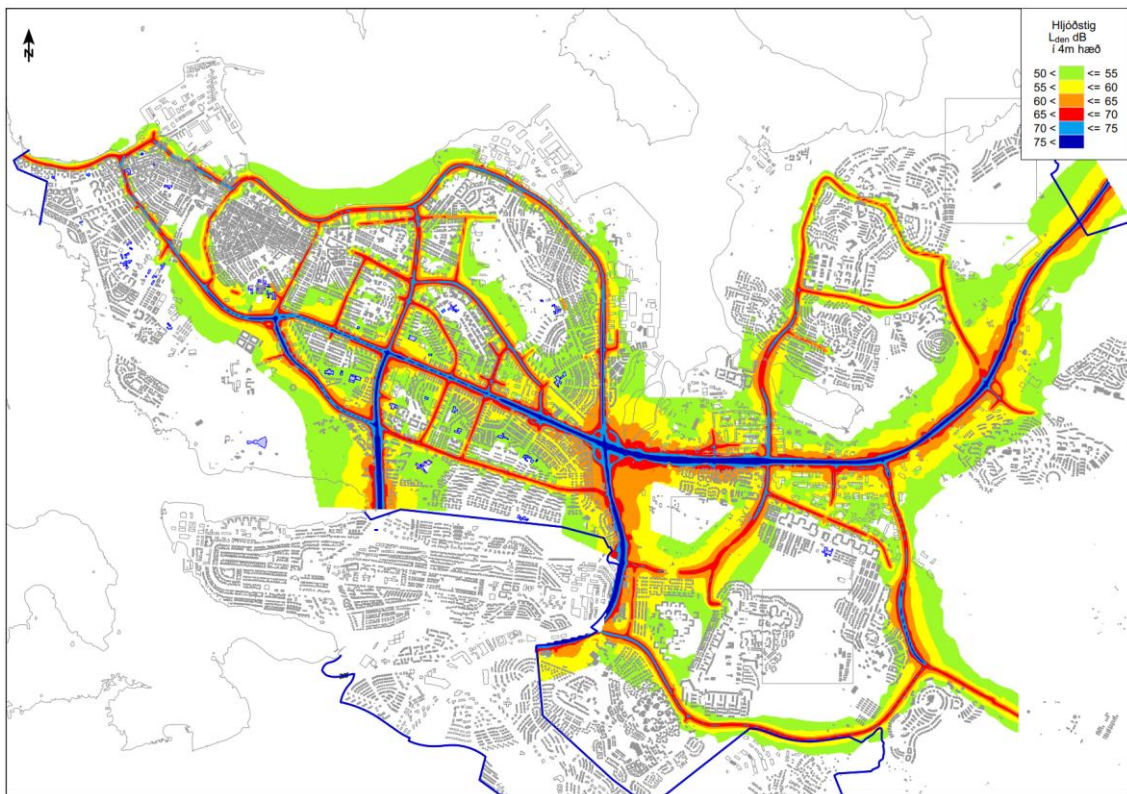 N
Hljóðstig
Lden dB
í 4m hæð
50 < <= 55
55 < <= 60
60 < <= 65
65 < <= 70
70 < <= 75
75 <